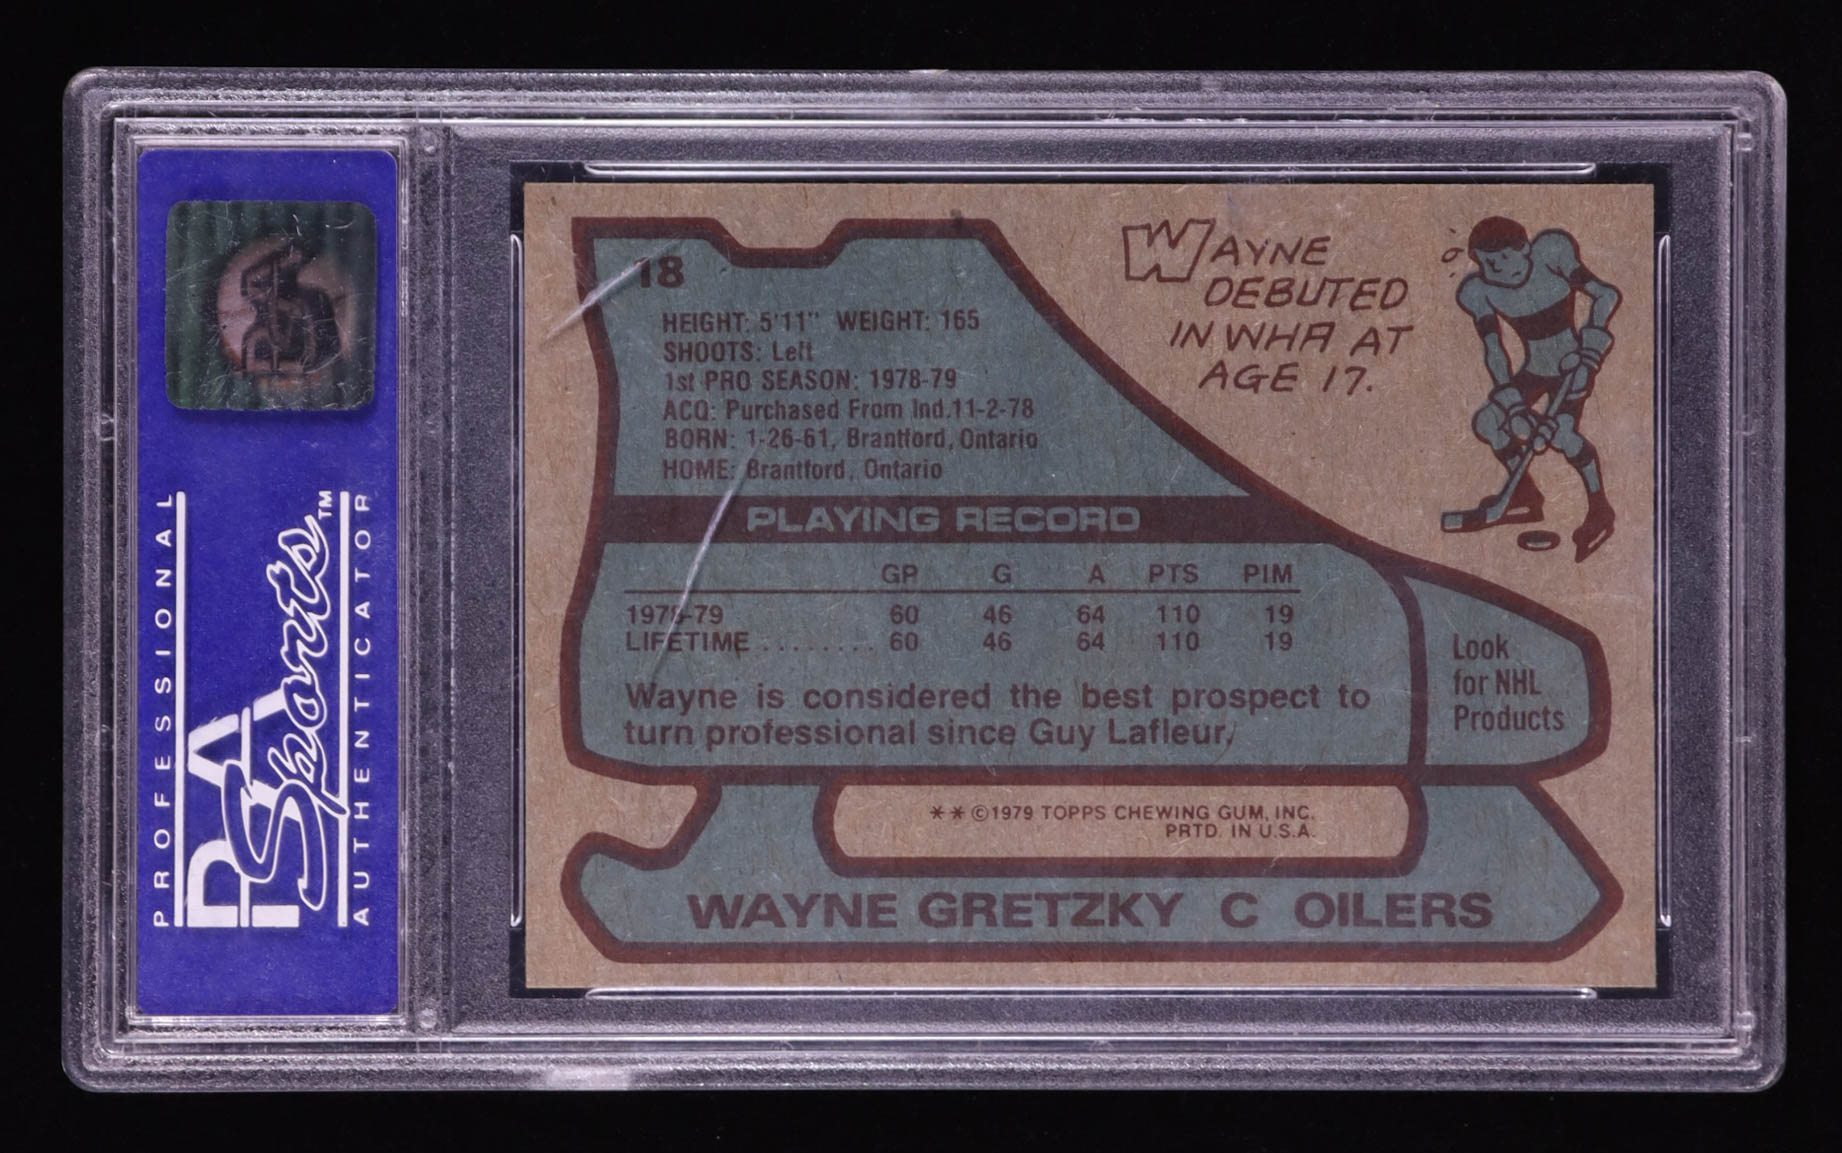 PROFESSIONAL
PSA
Sports™
AUTHENTICATOR
PSA
18
HEIGHT: 5'11" WEIGHT: 165
SHOOTS: Left
1st PRO SEASON: 1978-79
ACQ: Purchased From Ind.11-2-78
BORN: 1-26-61, Brantford, Ontario
HOME: Brantford, Ontario
WAYNE
DEBUTED
IN WHA AT
AGE 17.
PLAYING RECORD
GP G A PTS PIM
1978-79 60 46 64 110 19
LIFETIME ........ 60 46 64 110 19
Wayne is considered the best prospect to
turn professional since Guy Lafleur.
Look
for NHL
Products
**©1979 TOPPS CHEWING GUM, INC.
PRTD. IN U.S.A.
WAYNE GRETZKY C OILERS